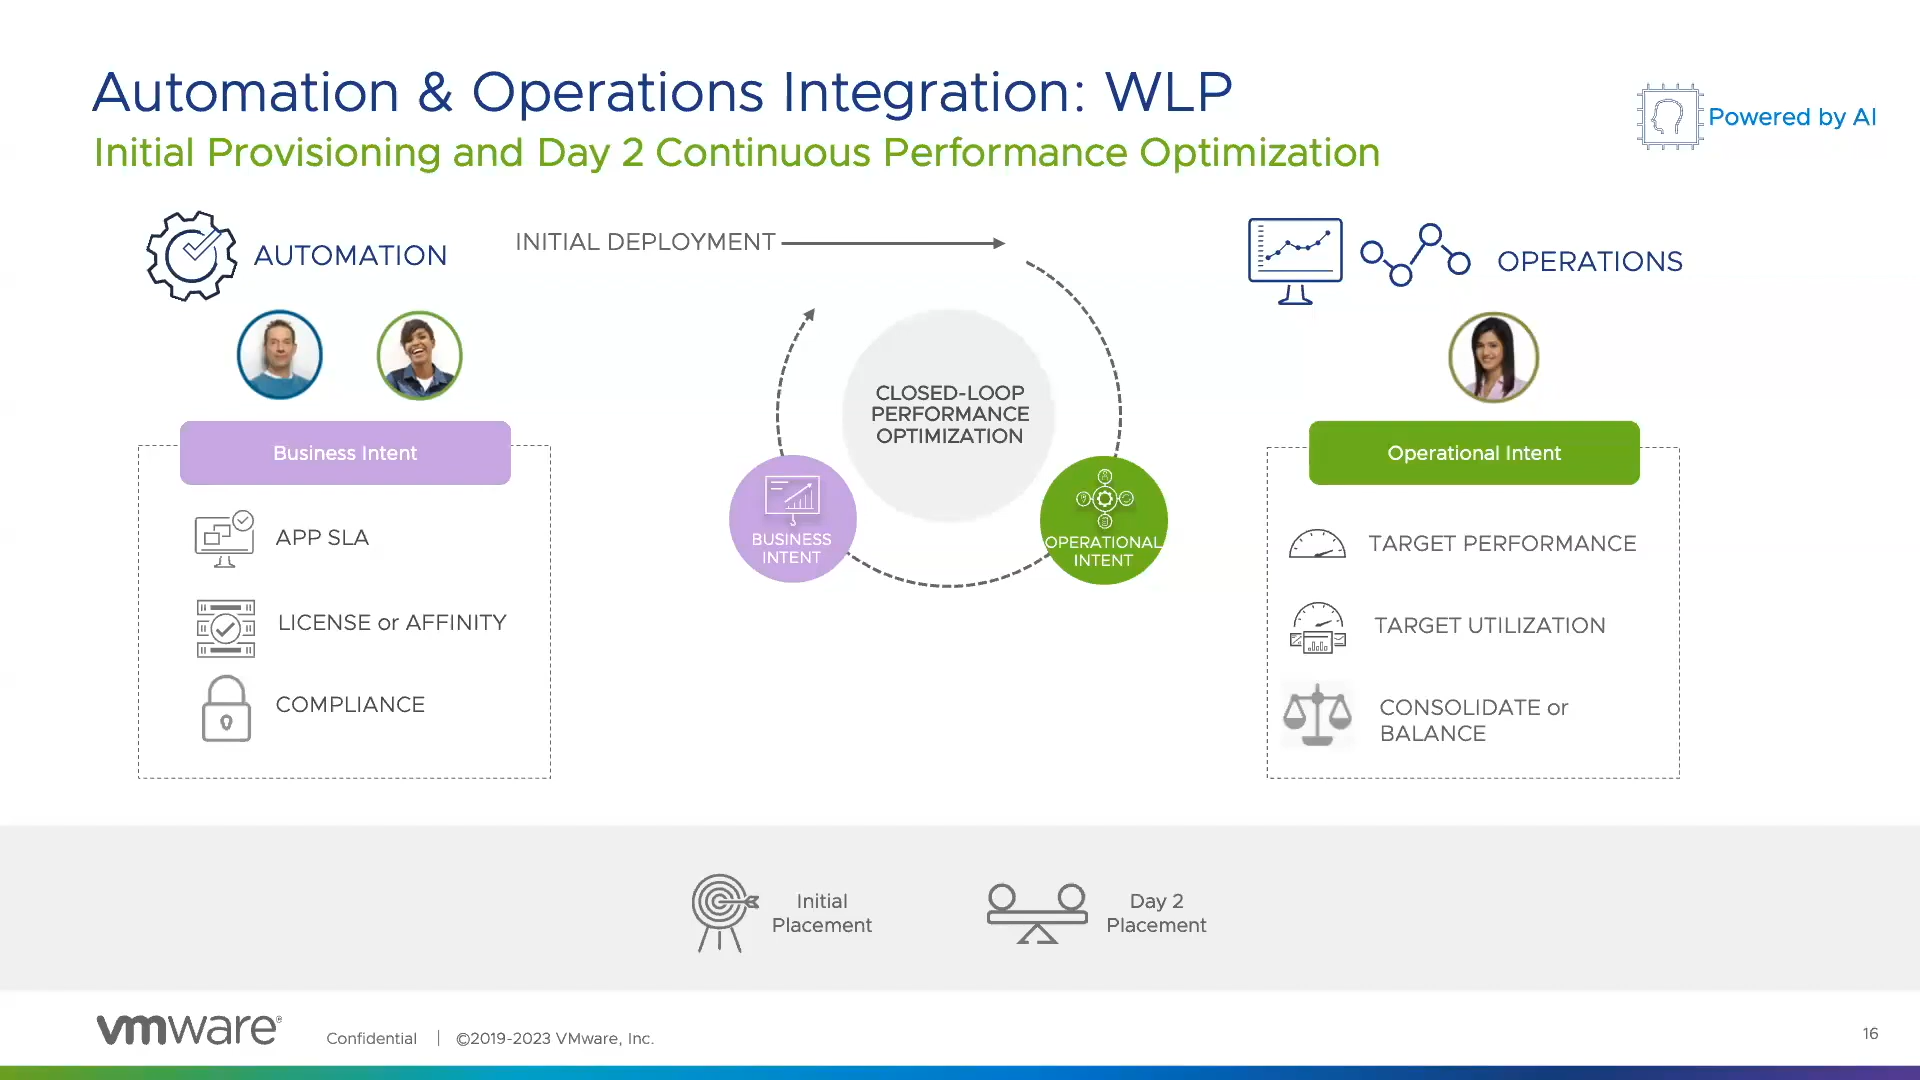 Automation & Operations Integration: WLP
Initial Provisioning and Day 2 Continuous Performance Optimization
Powered by AI
AUTOMATION
INITIAL DEPLOYMENT
OPERATIONS
Business Intent
APP SLA
LICENSE or AFFINITY
COMPLIANCE
CLOSED-LOOP
PERFORMANCE
OPTIMIZATION
BUSINESS
INTENT
OPERATIONAL
INTENT
Operational Intent
TARGET PERFORMANCE
TARGET UTILIZATION
CONSOLIDATE or
BALANCE
Initial
Placement
Day 2
Placement
vmware®
Confidential | ©2019-2023 VMware, Inc.
16